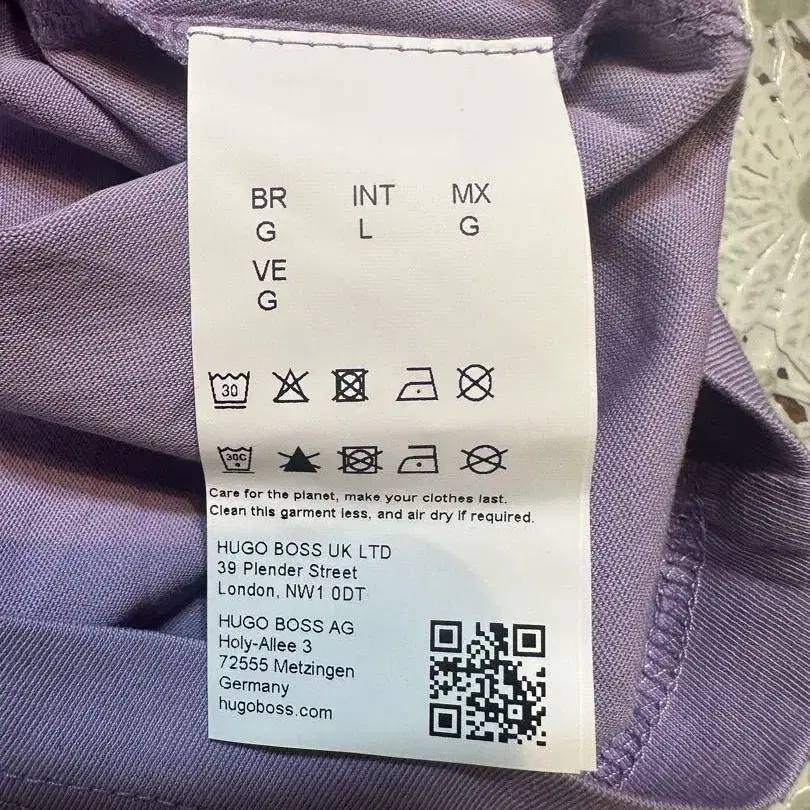 BR INT MX
G L G
VE
G
30
30C
Care for the planet, make your clothes last.
Clean this garment less, and air dry if required.
HUGO BOSS UK LTD
39 Plender Street
London, NW1 0DT
HUGO BOSS AG
Holy-Allee 3
72555 Metzingen
Germany
hugoboss.com